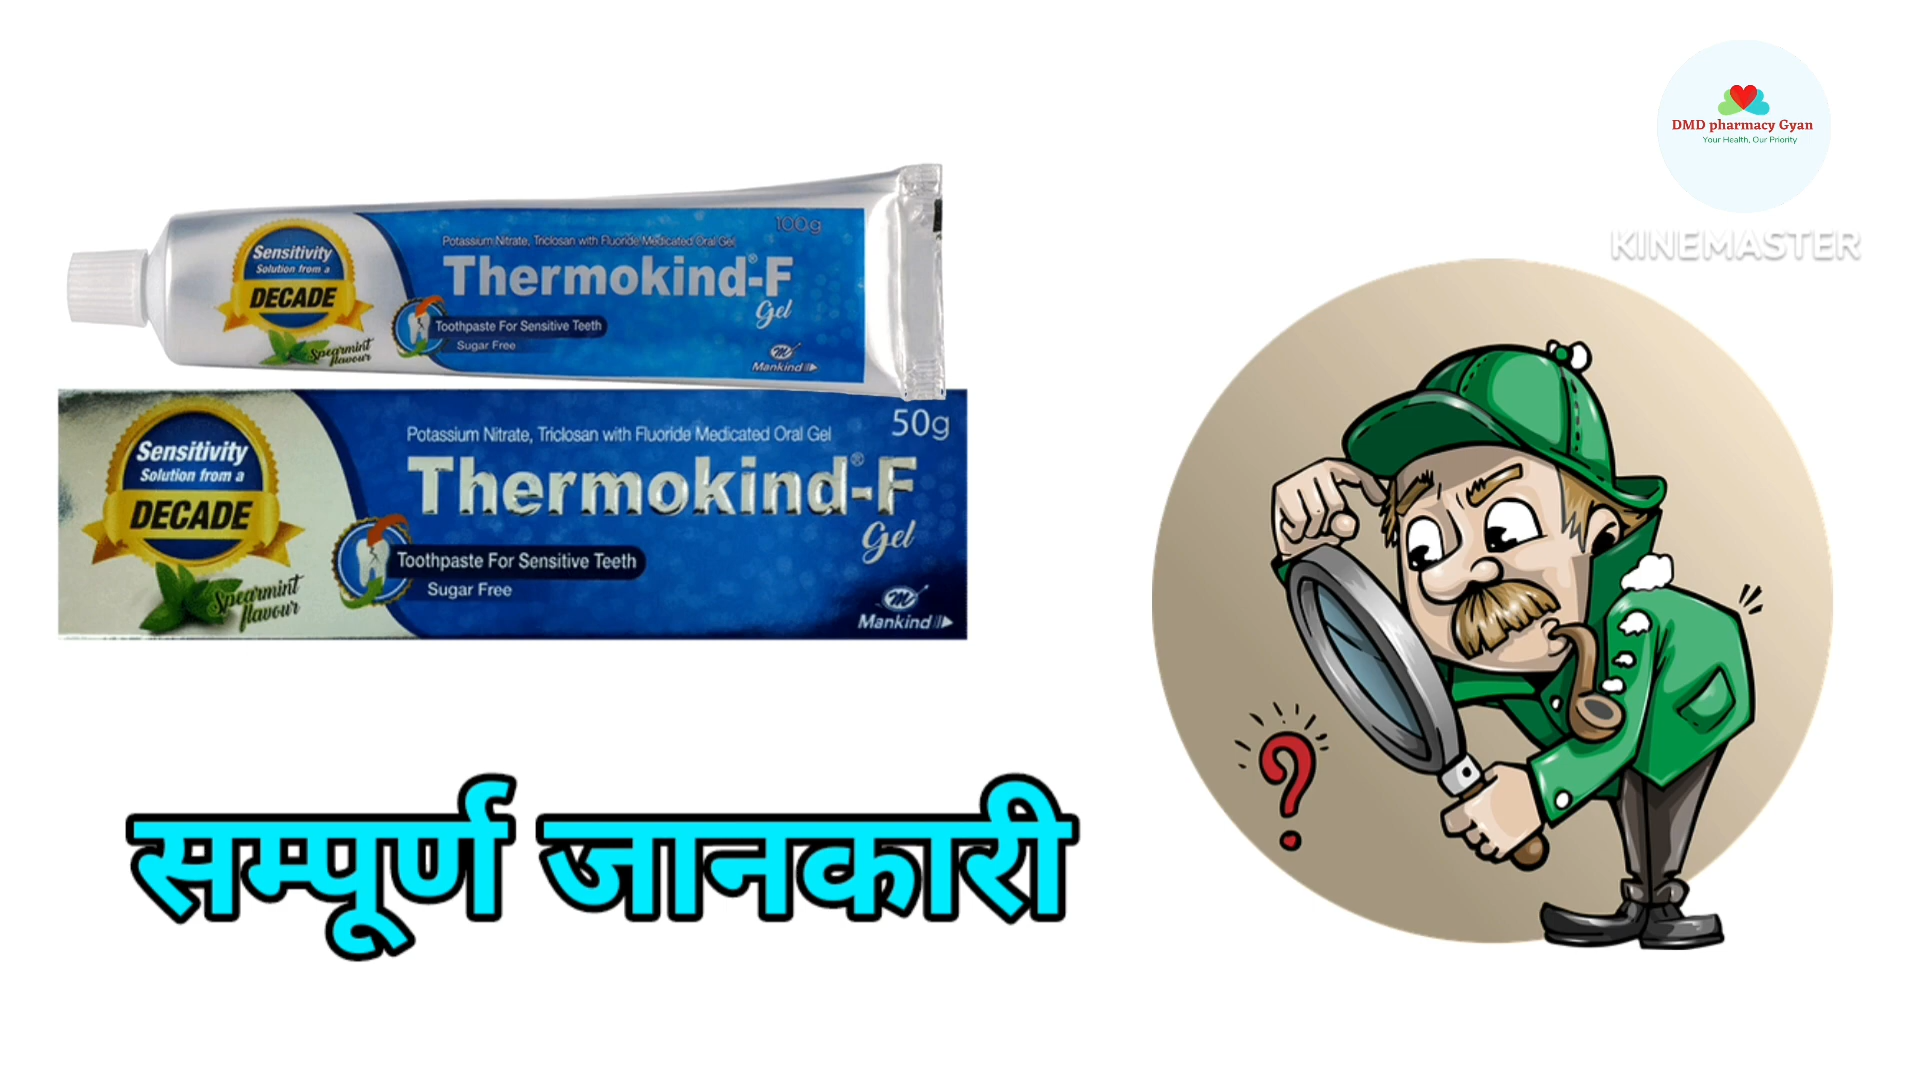 DMD pharmacy Gyan
Your Health, Our Priority
KINEMASTER
100g
Potassium Nitrate, Triclosan with Fluoride Medicated Oral Gel
Thermokind®-F
Gel
Sensitivity
Solution from a
DECADE
Spearmint
flavour
Toothpaste For Sensitive Teeth
Sugar Free
Mankind
50g
Potassium Nitrate, Triclosan with Fluoride Medicated Oral Gel
Thermokind®-F
Gel
Sensitivity
Solution from a
DECADE
Spearmint
flavour
Toothpaste For Sensitive Teeth
Sugar Free
Mankind
?
सम्पूर्ण जानकारी